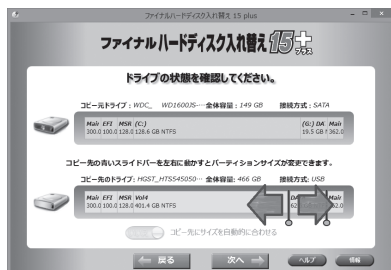 ファイナルハードディスク入れ替え 15 plus
ファイナルハードディスク入れ替え 15+ プラス
ドライブの状態を確認してください。
コピー元ドライブ : WDC_ WD1600JS-… 全体容量 : 149 GB 接続方式 : SATA
Mair EFI MSR (C:) (G:) DA Mair
300.0 100.0 128.0 128.6 GB NTFS 19.5 GB 362.0
コピー先の青いスライドバーを左右に動かすとパーティションサイズが変更できます。
コピー先のドライブ : HGST_HTS545050… 全体容量 : 466 GB 接続方式 : USB
Mair EFI MSR Vol4 DA Mair
300.0 100.0 128.0 401.4 GB NTFS 362.0
コピー先にサイズを自動的に合わせる
戻る 次へ ヘルプ 情報